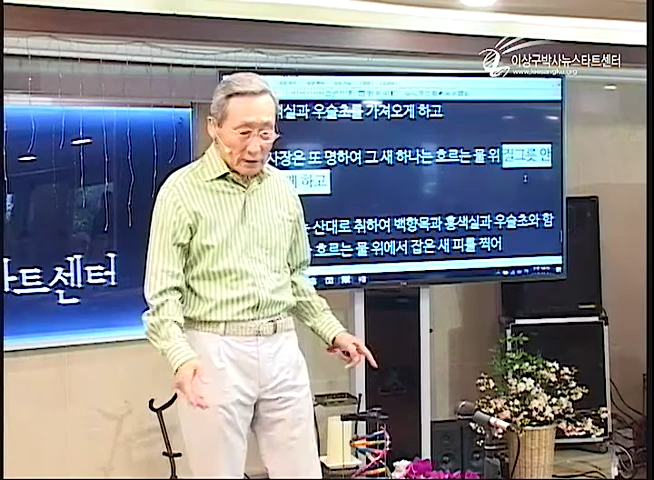 이상구박사뉴스타트센터
www.leesangku.org
색실과 우슬초를 가져오게 하고
사장은 또 명하여 그 새 하나는 흐르는 물 위 질그릇 안
게 하고
산대로 취하여 백향목과 홍색실과 우슬초와 함
흐르는 물 위에서 잡은 새 피를 찍어
스타트센터